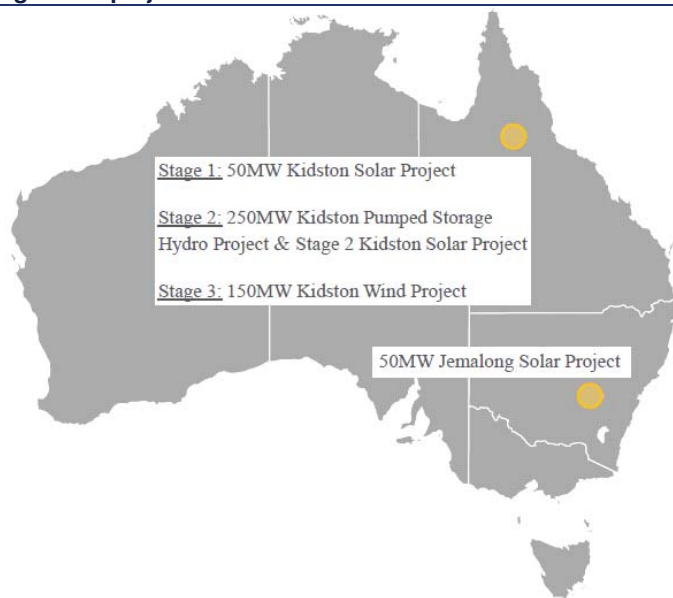 Stage 1: 50MW Kidston Solar Project
Stage 2: 250MW Kidston Pumped Storage
Hydro Project & Stage 2 Kidston Solar Project
Stage 3: 150MW Kidston Wind Project
50MW Jemalong Solar Project